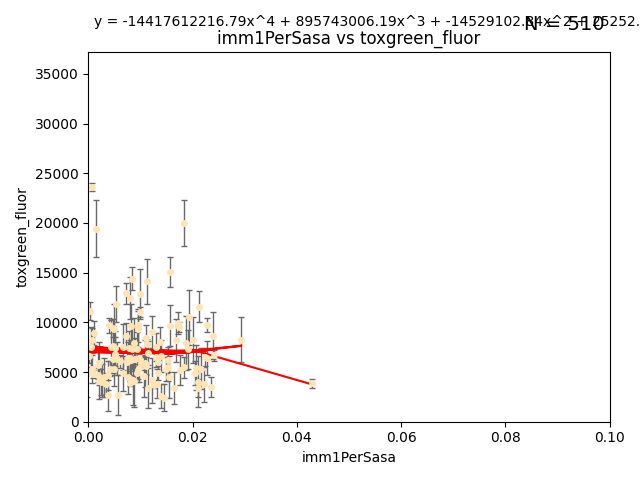 y = -14417612216.79x^4 + 895743006.19x^3 + -14529102.84x^2 + 25252.
N = 510
imm1PerSasa vs toxgreen_fluor
35000
30000
25000
20000
15000
10000
5000
0
toxgreen_fluor
0.00 0.02 0.04 0.06 0.08 0.10
imm1PerSasa